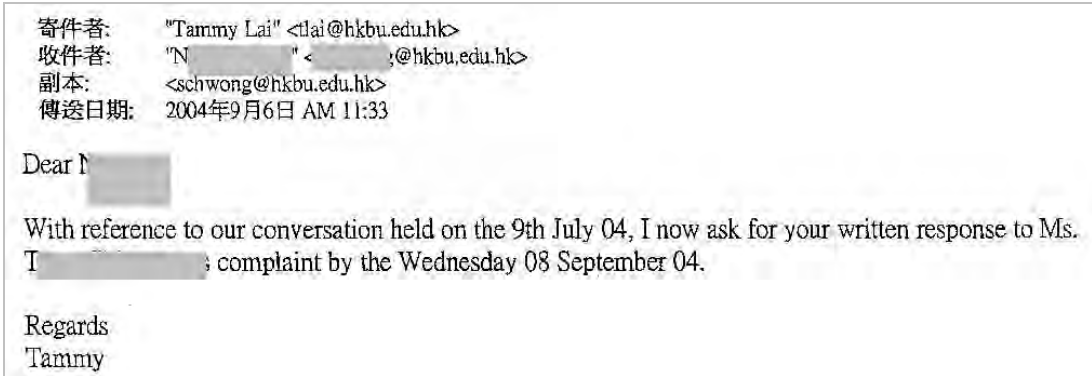 寄件者: "Tammy Lai" <tlai@hkbu.edu.hk>
收件者: "N " < @hkbu.edu.hk>
副本: <schwong@hkbu.edu.hk>
傳送日期: 2004年9月6日 AM 11:33
Dear N
With reference to our conversation held on the 9th July 04, I now ask for your written response to Ms.
T complaint by the Wednesday 08 September 04.
Regards
Tammy